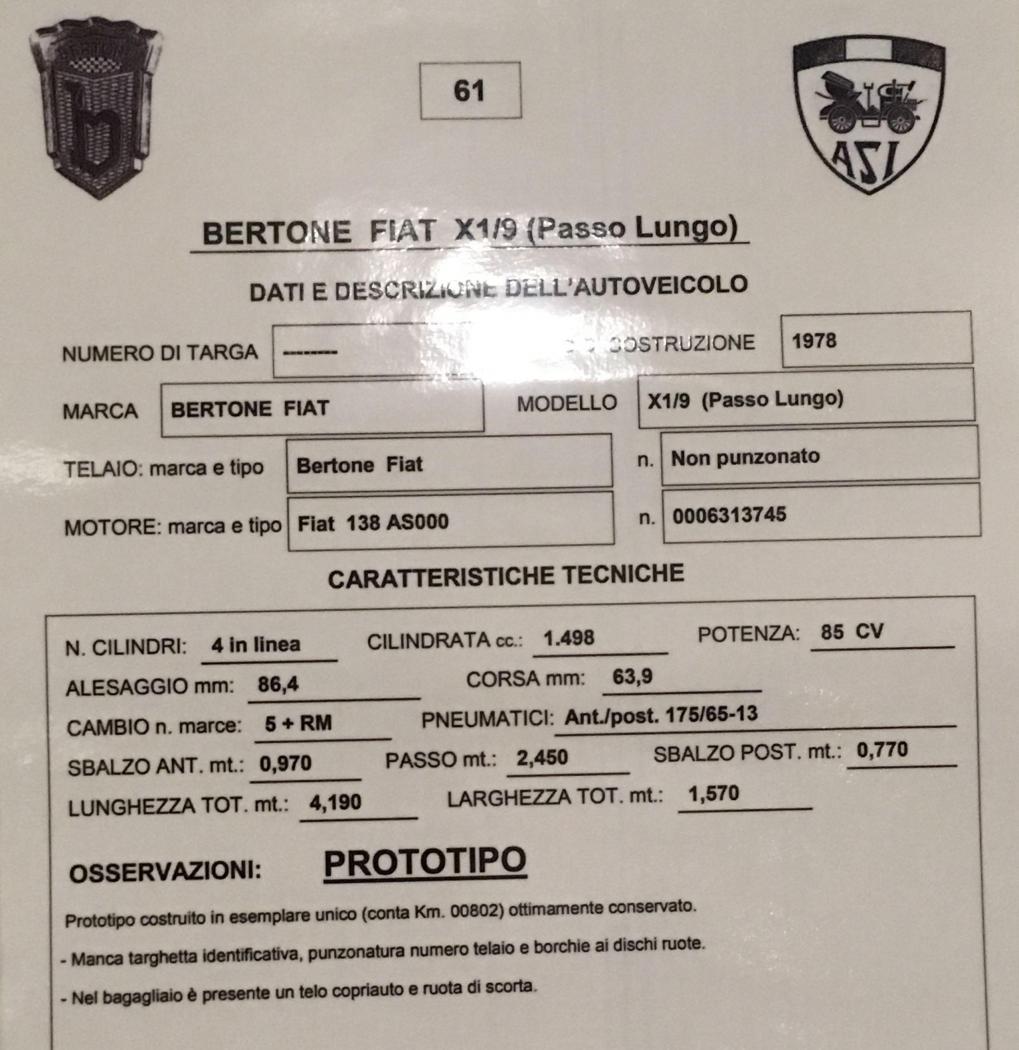 BERTONE
b
61
ASI
BERTONE FIAT X1/9 (Passo Lungo)
DATI E DESCRIZIONE DELL'AUTOVEICOLO
NUMERO DI TARGA -------- COSTRUZIONE 1978
MARCA BERTONE FIAT MODELLO X1/9 (Passo Lungo)
TELAIO: marca e tipo Bertone Fiat n. Non punzonato
MOTORE: marca e tipo Fiat 138 AS000 n. 0006313745
CARATTERISTICHE TECNICHE
N. CILINDRI: 4 in linea CILINDRATA cc.: 1.498 POTENZA: 85 CV
ALESAGGIO mm: 86,4 CORSA mm: 63,9
CAMBIO n. marce: 5 + RM PNEUMATICI: Ant./post. 175/65-13
SBALZO ANT. mt.: 0,970 PASSO mt.: 2,450 SBALZO POST. mt.: 0,770
LUNGHEZZA TOT. mt.: 4,190 LARGHEZZA TOT. mt.: 1,570
OSSERVAZIONI: PROTOTIPO
Prototipo costruito in esemplare unico (conta Km. 00802) ottimamente conservato.
- Manca targhetta identificativa, punzonatura numero telaio e borchie ai dischi ruote.
- Nel bagagliaio è presente un telo copriauto e ruota di scorta.